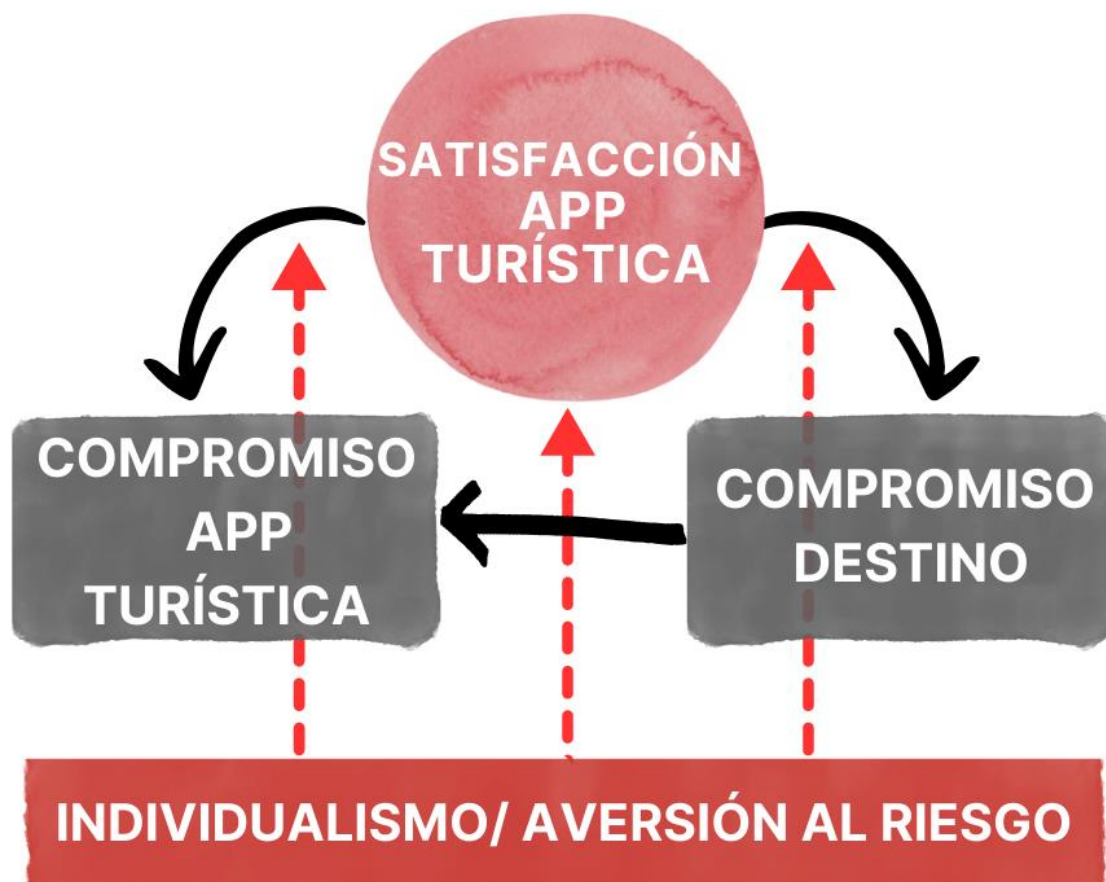 SATISFACCIÓN
APP
TURÍSTICA
COMPROMISO
APP
TURÍSTICA
COMPROMISO
DESTINO
INDIVIDUALISMO/ AVERSIÓN AL RIESGO